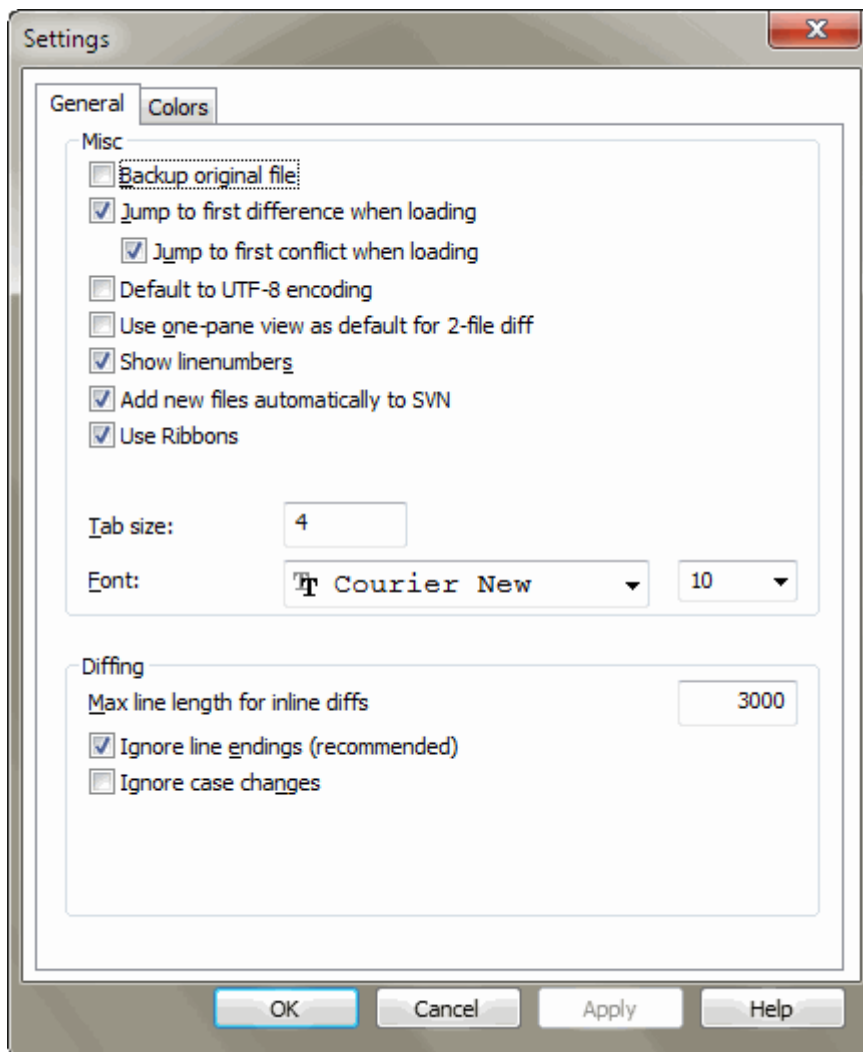 Settings
General
Colors
Misc
Backup original file
Jump to first difference when loading
Jump to first conflict when loading
Default to UTF-8 encoding
Use one-pane view as default for 2-file diff
Show linenumbers
Add new files automatically to SVN
Use Ribbons
Tab size: 4
Font: Courier New 10
Diffing
Max line length for inline diffs 3000
Ignore line endings (recommended)
Ignore case changes
OK Cancel Apply Help